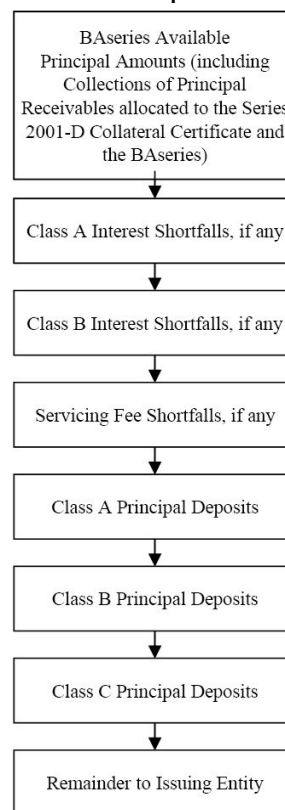 BAseries Available
Principal Amounts (including
Collections of Principal
Receivables allocated to the Series
2001-D Collateral Certificate and
the BAseries)
Class A Interest Shortfalls, if any
Class B Interest Shortfalls, if any
Servicing Fee Shortfalls, if any
Class A Principal Deposits
Class B Principal Deposits
Class C Principal Deposits
Remainder to Issuing Entity